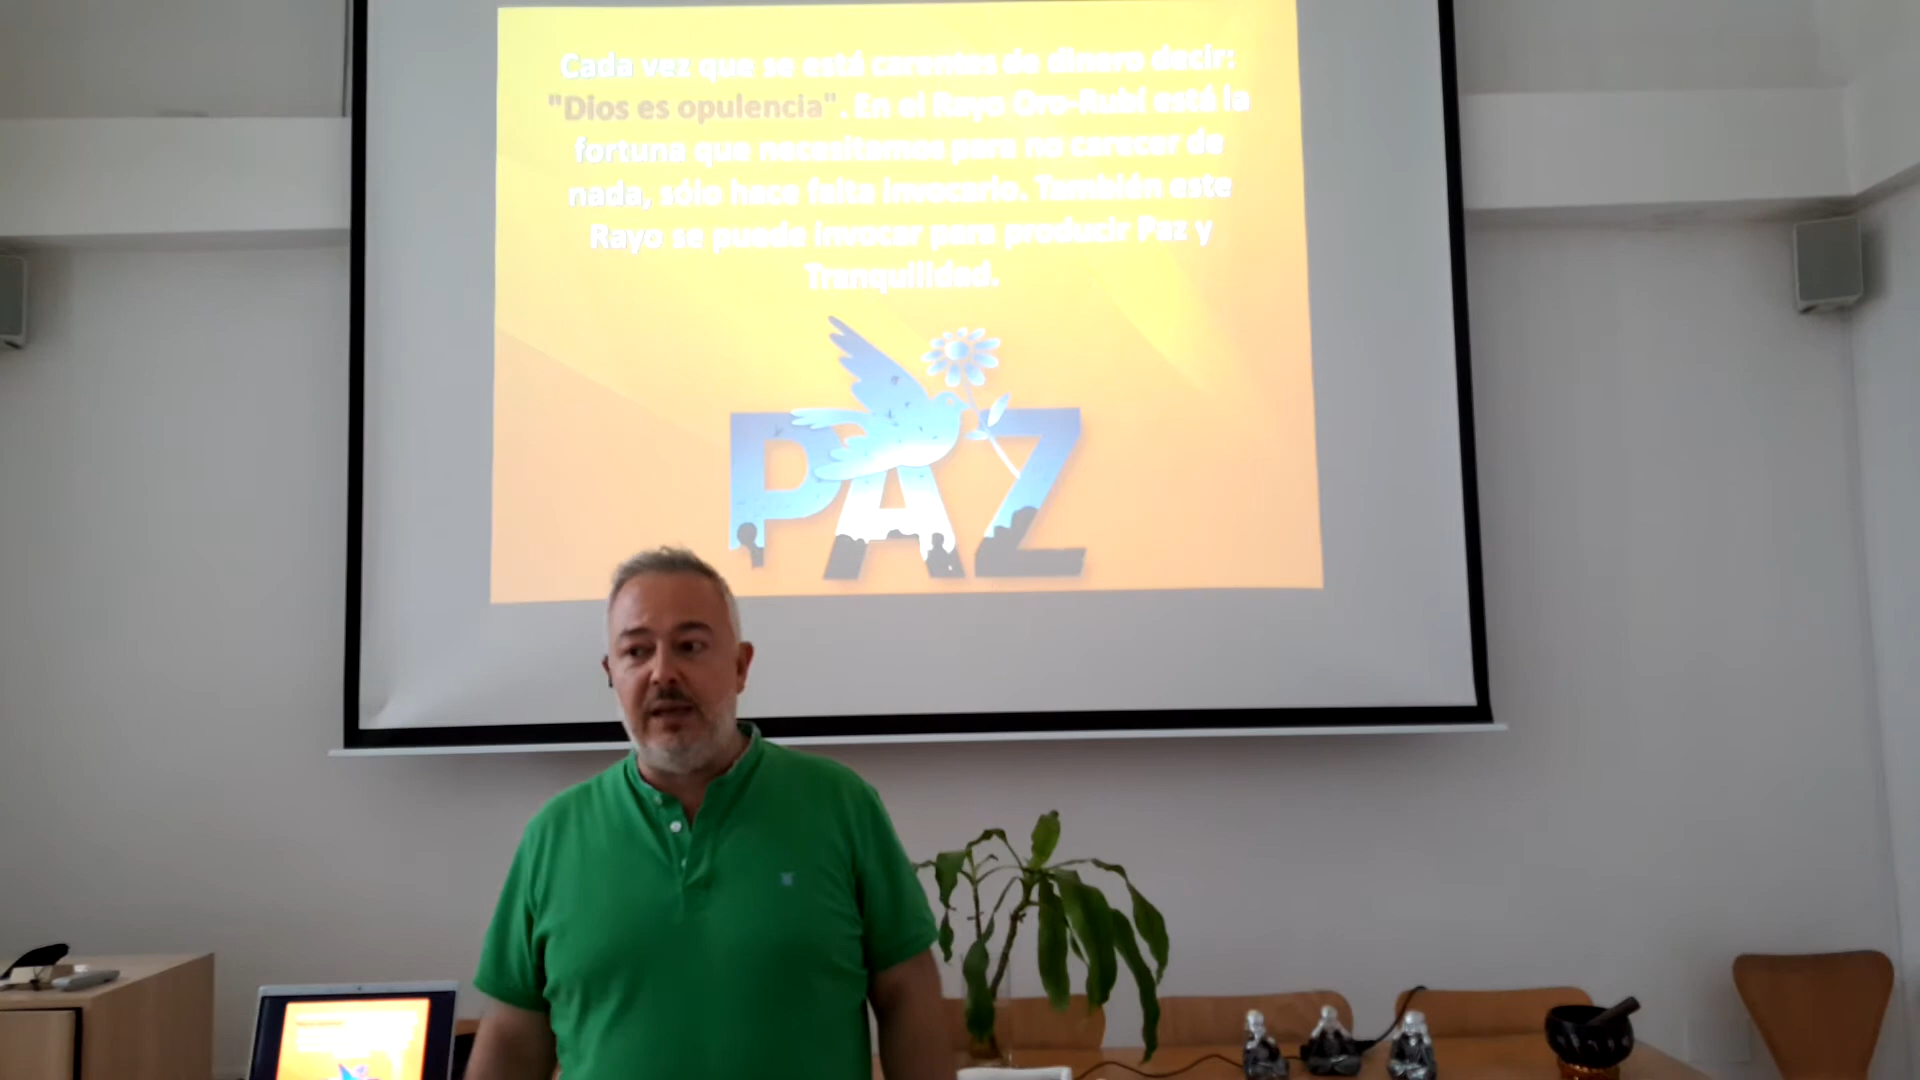 Cada vez que se está carentes de dinero decir:
"Dios es opulencia". En el Rayo Oro-Rubí está la
fortuna que necesitamos para no carecer de
nada, sólo hace falta invocarlo. También este
Rayo se puede invocar para producir Paz y
Tranquilidad.
PAZ